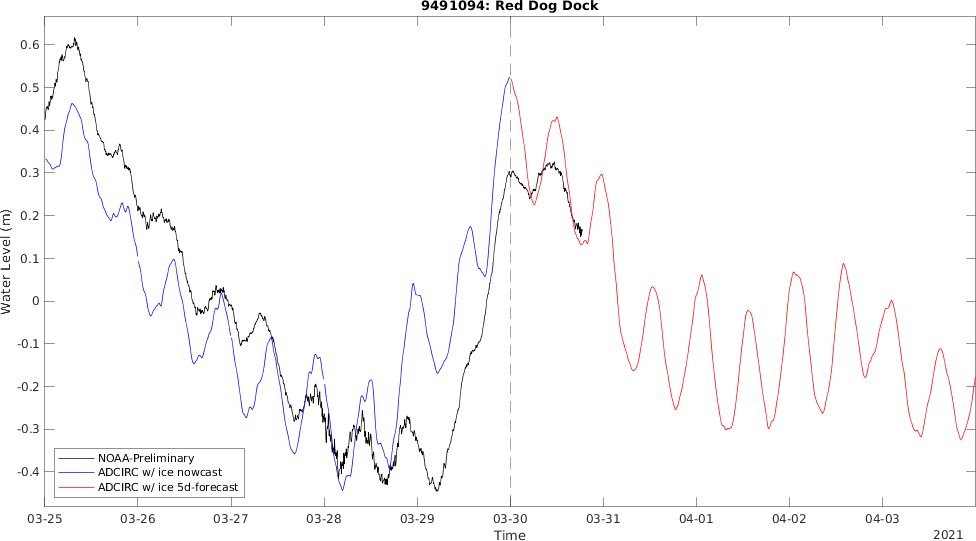 9491094: Red Dog Dock
0.6
0.5
0.4
0.3
0.2
0.1
0
-0.1
-0.2
-0.3
-0.4
Water Level (m)
NOAA-Preliminary
ADCIRC w/ ice nowcast
ADCIRC w/ ice 5d-forecast
03-25 03-26 03-27 03-28 03-29 03-30 03-31 04-01 04-02 04-03
Time
2021